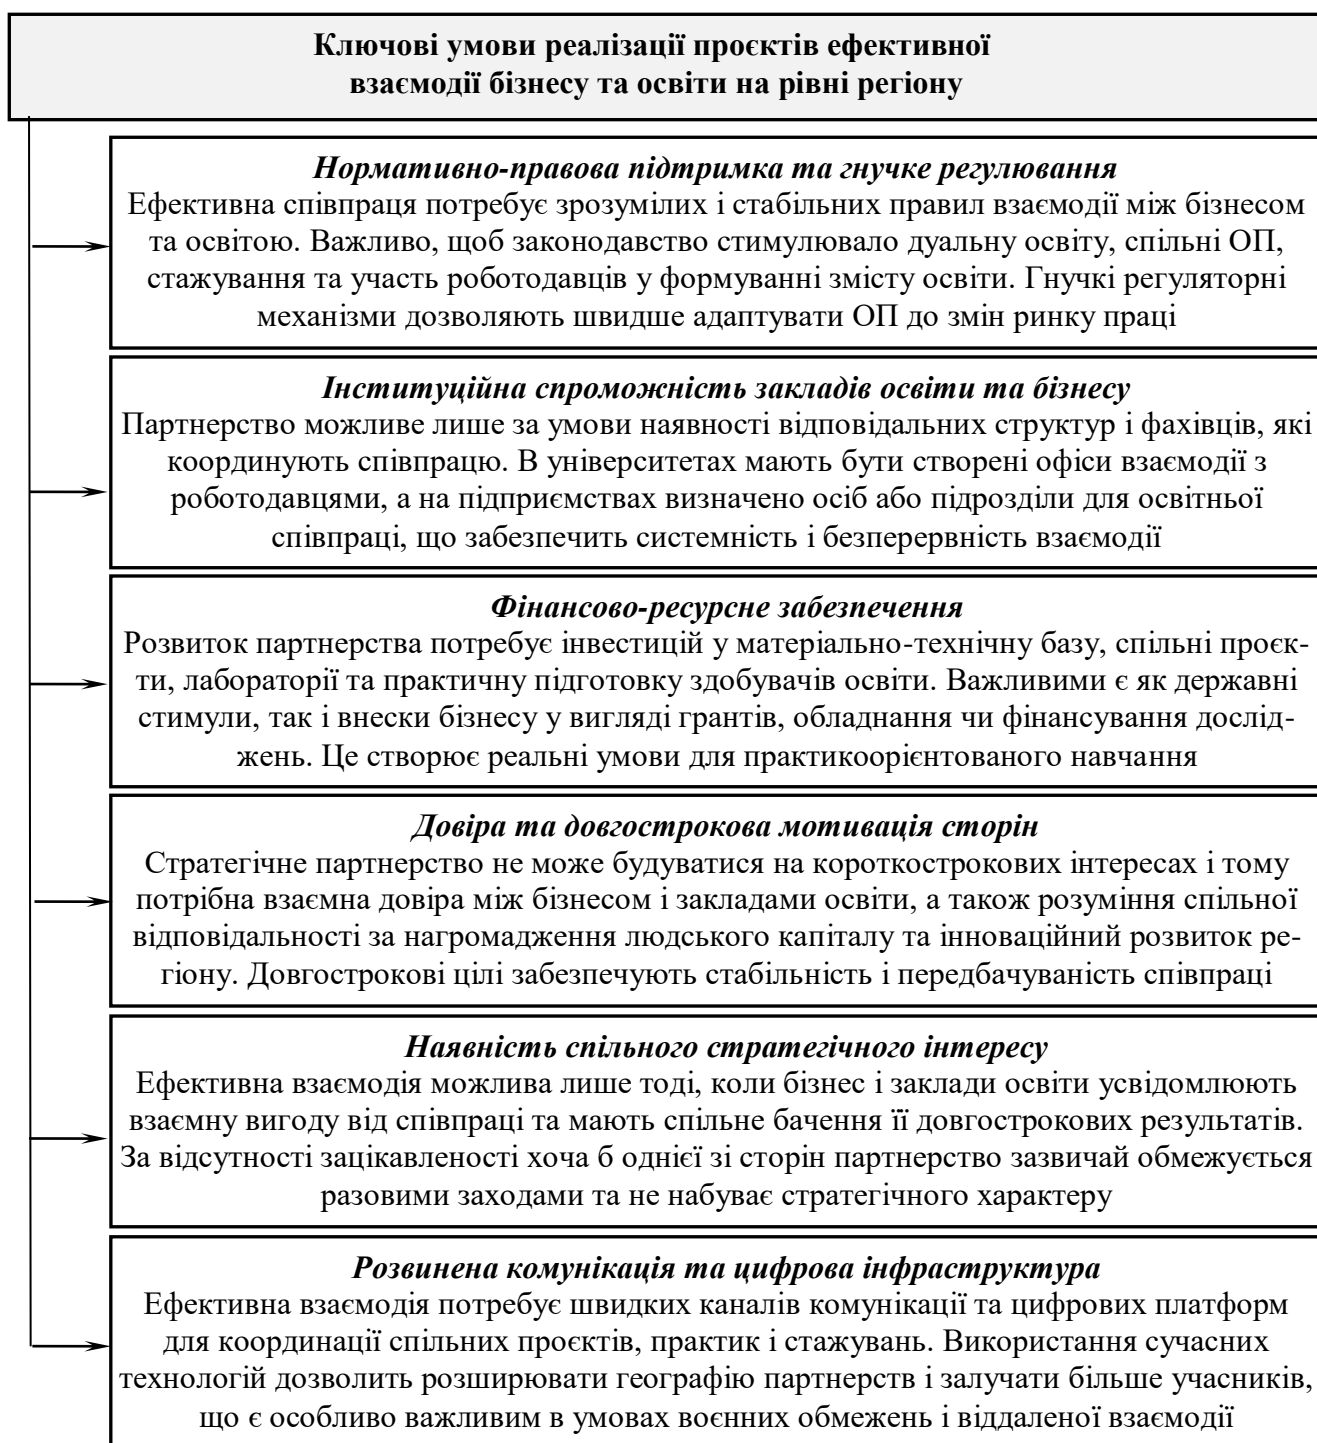 Ключові умови реалізації проєктів ефективної
взаємодії бізнесу та освіти на рівні регіону
Нормативно-правова підтримка та гнучке регулювання
Ефективна співпраця потребує зрозумілих і стабільних правил взаємодії між бізнесом
та освітою. Важливо, щоб законодавство стимулювало дуальну освіту, спільні ОП,
стажування та участь роботодавців у формуванні змісту освіти. Гнучкі регуляторні
механізми дозволяють швидше адаптувати ОП до змін ринку праці
Інституційна спроможність закладів освіти та бізнесу
Партнерство можливе лише за умови наявності відповідальних структур і фахівців, які
координують співпрацю. В університетах мають бути створені офіси взаємодії з
роботодавцями, а на підприємствах визначено осіб або підрозділи для освітньої
співпраці, що забезпечить системність і безперервність взаємодії
Фінансово-ресурсне забезпечення
Розвиток партнерства потребує інвестицій у матеріально-технічну базу, спільні проєк-
ти, лабораторії та практичну підготовку здобувачів освіти. Важливими є як державні
стимули, так і внески бізнесу у вигляді грантів, обладнання чи фінансування дослід-
жень. Це створює реальні умови для практикоорієнтованого навчання
Довіра та довгострокова мотивація сторін
Стратегічне партнерство не може будуватися на короткострокових інтересах і тому
потрібна взаємна довіра між бізнесом і закладами освіти, а також розуміння спільної
відповідальності за нагромадження людського капіталу та інноваційний розвиток ре-
гіону. Довгострокові цілі забезпечують стабільність і передбачуваність співпраці
Наявність спільного стратегічного інтересу
Ефективна взаємодія можлива лише тоді, коли бізнес і заклади освіти усвідомлюють
взаємну вигоду від співпраці та мають спільне бачення її довгострокових результатів.
За відсутності зацікавленості хоча б однієї зі сторін партнерство зазвичай обмежується
разовими заходами та не набуває стратегічного характеру
Розвинена комунікація та цифрова інфраструктура
Ефективна взаємодія потребує швидких каналів комунікації та цифрових платформ
для координації спільних проєктів, практик і стажувань. Використання сучасних
технологій дозволить розширювати географію партнерств і залучати більше учасників,
що є особливо важливим в умовах воєнних обмежень і віддаленої взаємодії